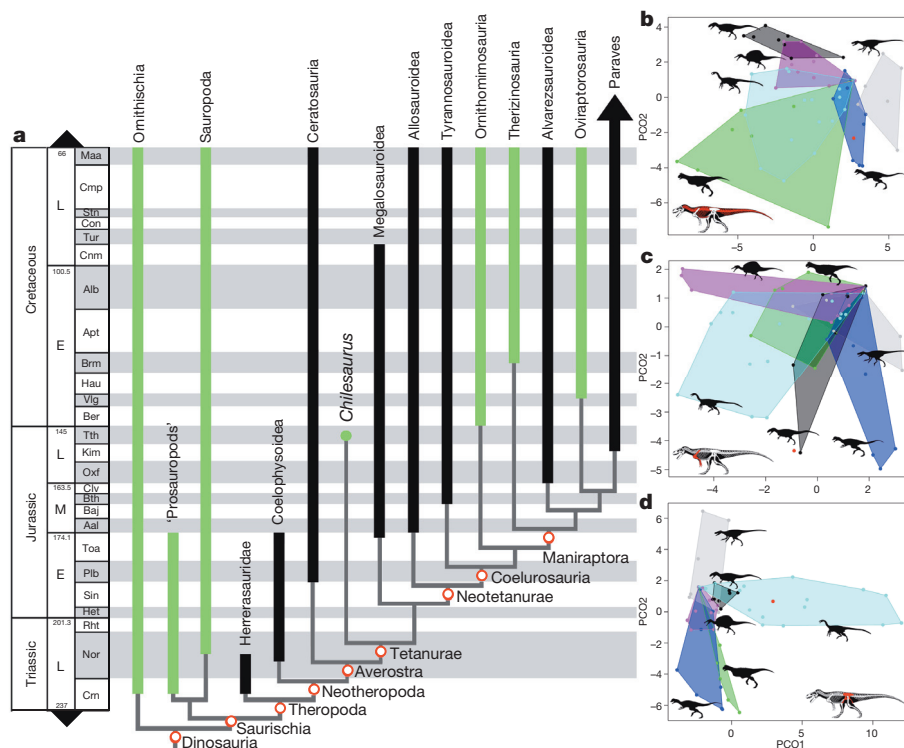 a
Ornithischia
'Prosauropods'
Sauropoda
Herrerasauridae
Coelophysoidea
Ceratosauria
Chilesaurus
Megalosauroidea
Allosauroidea
Tyrannosauroidea
Ornithomimosauria
Therizinosauria
Alvarezsauroidea
Oviraptorosauria
Paraves
Cretaceous
L
66
Maa
Cmp
Stn
Con
Tur
Cnm
E
100.5
Alb
Apt
Brm
Hau
Vlg
Ber
Jurassic
L
145
Tth
Kim
Oxf
M
163.5
Clv
Bth
Baj
Aal
E
174.1
Toa
Plb
Sin
Het
Triassic
L
201.3
Rht
Nor
Crn
237
Maniraptora
Coelurosauria
Neotetanurae
Tetanurae
Averostra
Neotheropoda
Theropoda
Saurischia
Dinosauria
b
PCO2
4
2
0
−2
−4
−6
−5
0
5
c
PCO2
2
1
0
−1
−2
−3
−4
−5
−4
−2
0
2
d
PCO2
6
4
2
0
−2
−4
−6
0
5
10
PCO1